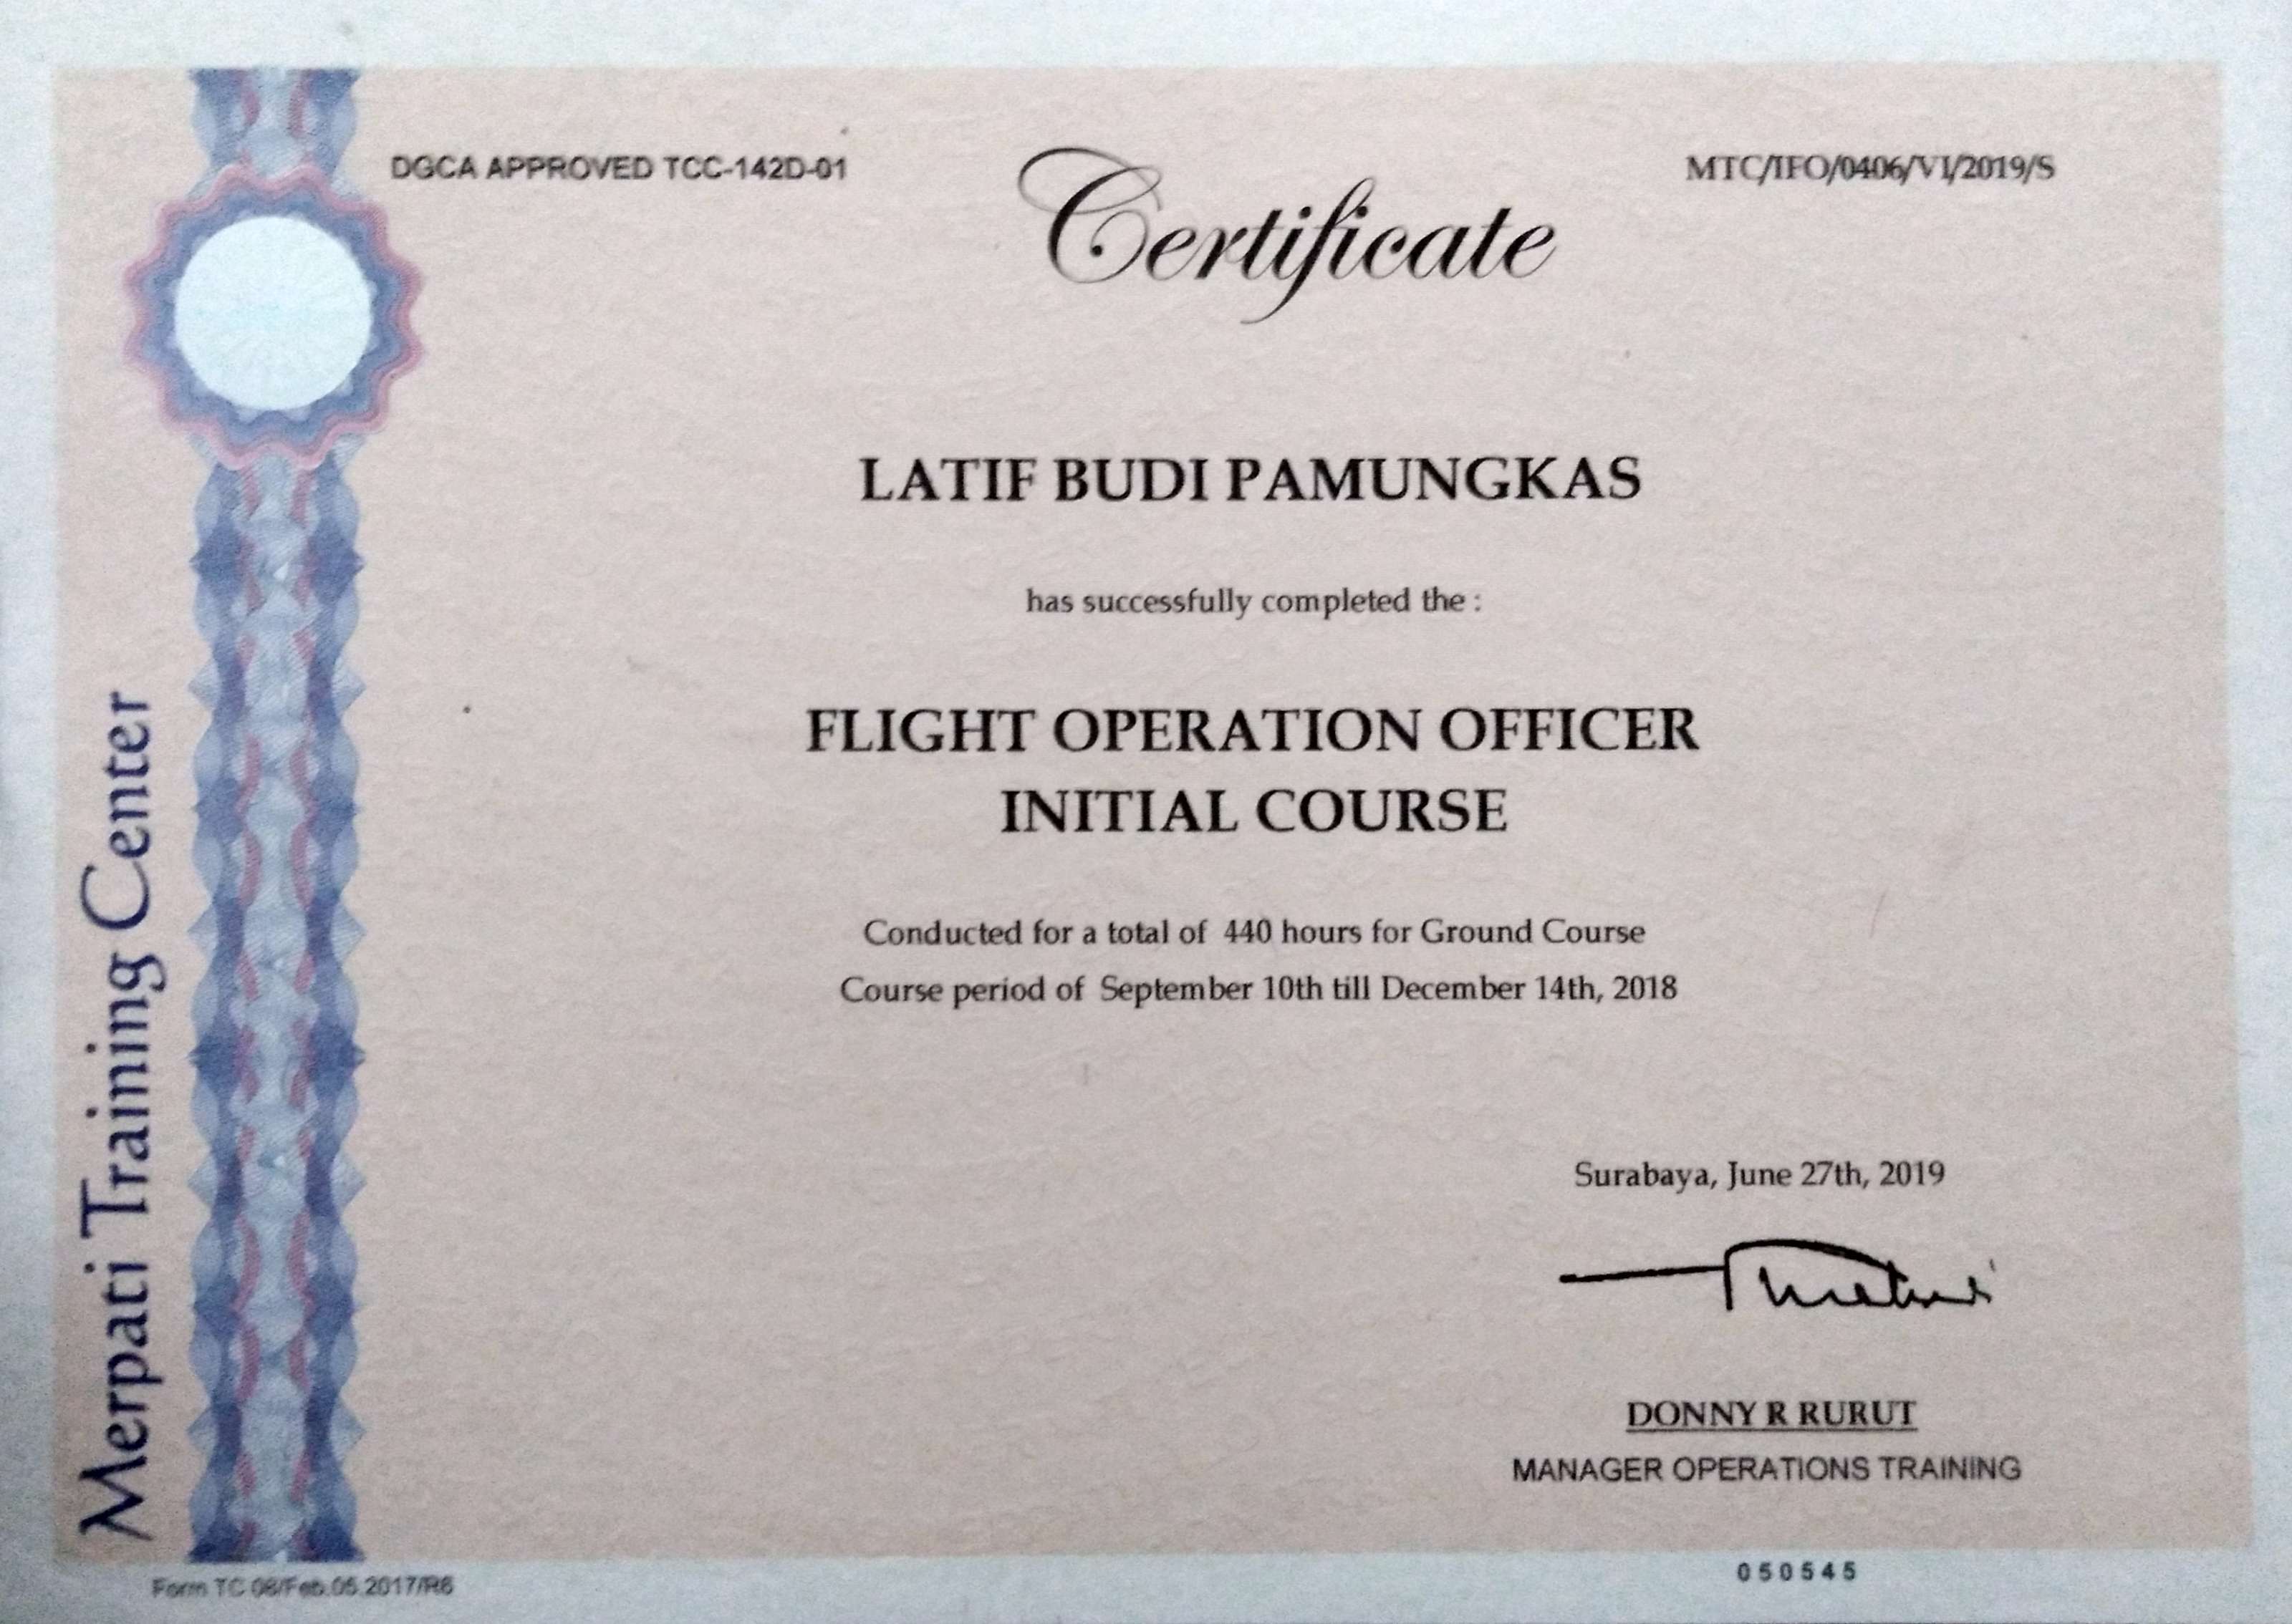 DGCA APPROVED TCC-142D-01
MTC/IFO/0406/VI/2019/S
Certificate
LATIF BUDI PAMUNGKAS
has successfully completed the :
FLIGHT OPERATION OFFICER
INITIAL COURSE
Conducted for a total of 440 hours for Ground Course
Course period of September 10th till December 14th, 2018
Surabaya, June 27th, 2019
DONNY R RURUT
MANAGER OPERATIONS TRAINING
Merpati Training Center
Form TC 08/Feb.05.2017/R6
050545